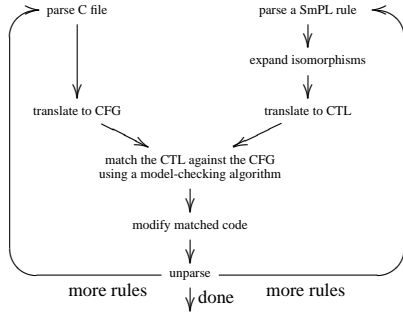 parse C file
parse a SmPL rule
expand isomorphisms
translate to CFG
translate to CTL
match the CTL against the CFG
using a model-checking algorithm
modify matched code
unparse
more rules
done
more rules